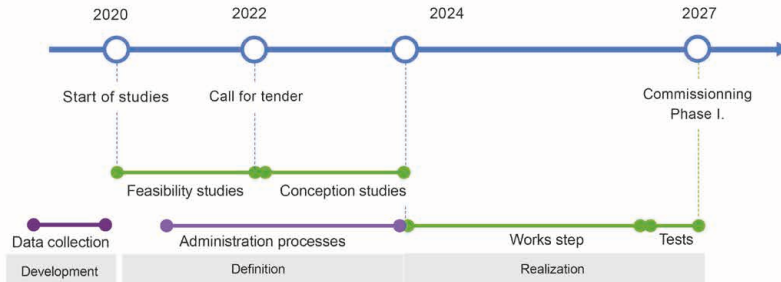 2020 2022 2024 2027
Start of studies Call for tender Commissionning
Phase I.
Feasibility studies Conception studies
Data collection Administration processes Works step Tests
Development Definition Realization